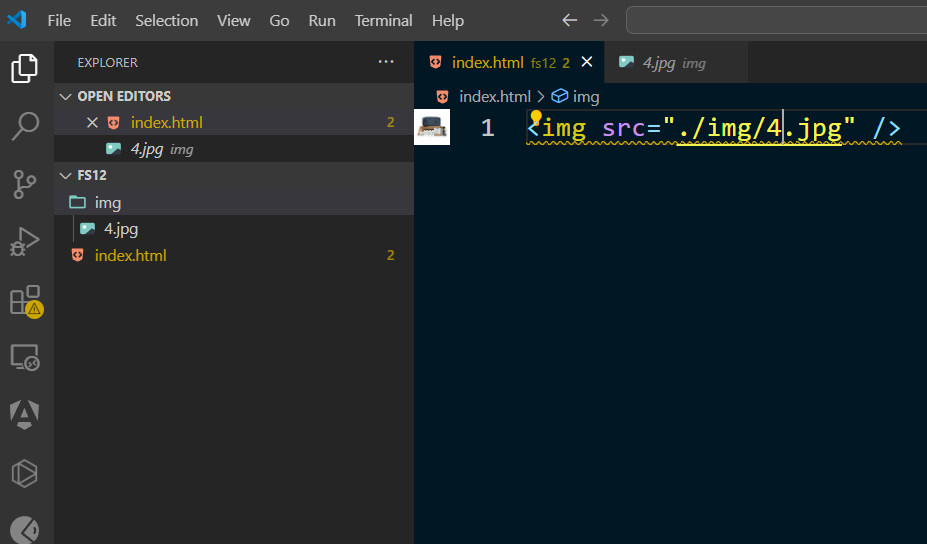 File Edit Selection View Go Run Terminal Help
EXPLORER ...
OPEN EDITORS
index.html 2
4.jpg img
FS12
img
4.jpg
index.html 2
index.html fs12 2 4.jpg img
index.html > img
1 <img src="./img/4.jpg" />